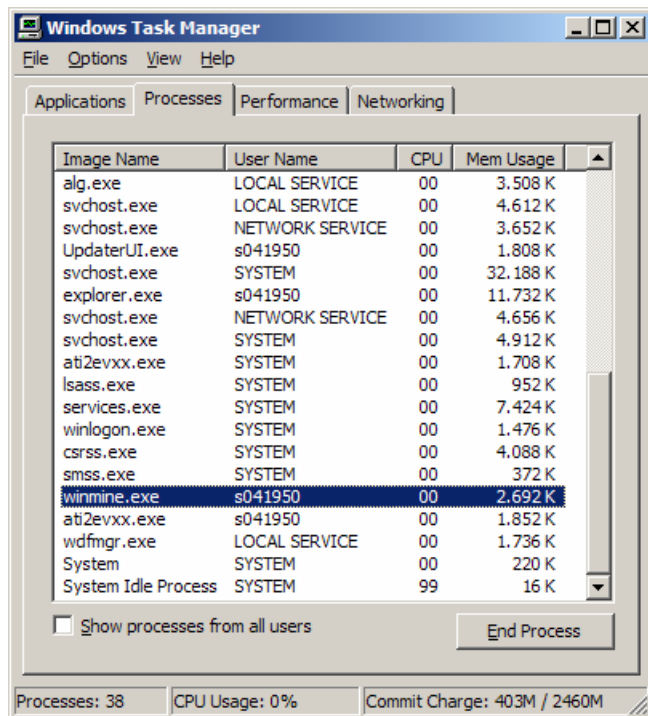 Windows Task Manager
File Options View Help
Applications Processes Performance Networking
Image Name User Name CPU Mem Usage
alg.exe LOCAL SERVICE 00 3.508 K
svchost.exe LOCAL SERVICE 00 4.612 K
svchost.exe NETWORK SERVICE 00 3.652 K
UpdaterUI.exe s041950 00 1.808 K
svchost.exe SYSTEM 00 32.188 K
explorer.exe s041950 00 11.732 K
svchost.exe NETWORK SERVICE 00 4.656 K
svchost.exe SYSTEM 00 4.912 K
ati2evxx.exe SYSTEM 00 1.708 K
lsass.exe SYSTEM 00 952 K
services.exe SYSTEM 00 7.424 K
winlogon.exe SYSTEM 00 1.476 K
csrss.exe SYSTEM 00 4.088 K
smss.exe SYSTEM 00 372 K
winmine.exe s041950 00 2.692 K
ati2evxx.exe s041950 00 1.852 K
wdfmgr.exe LOCAL SERVICE 00 1.736 K
System SYSTEM 00 220 K
System Idle Process SYSTEM 99 16 K
Show processes from all users End Process
Processes: 38 CPU Usage: 0% Commit Charge: 403M / 2460M